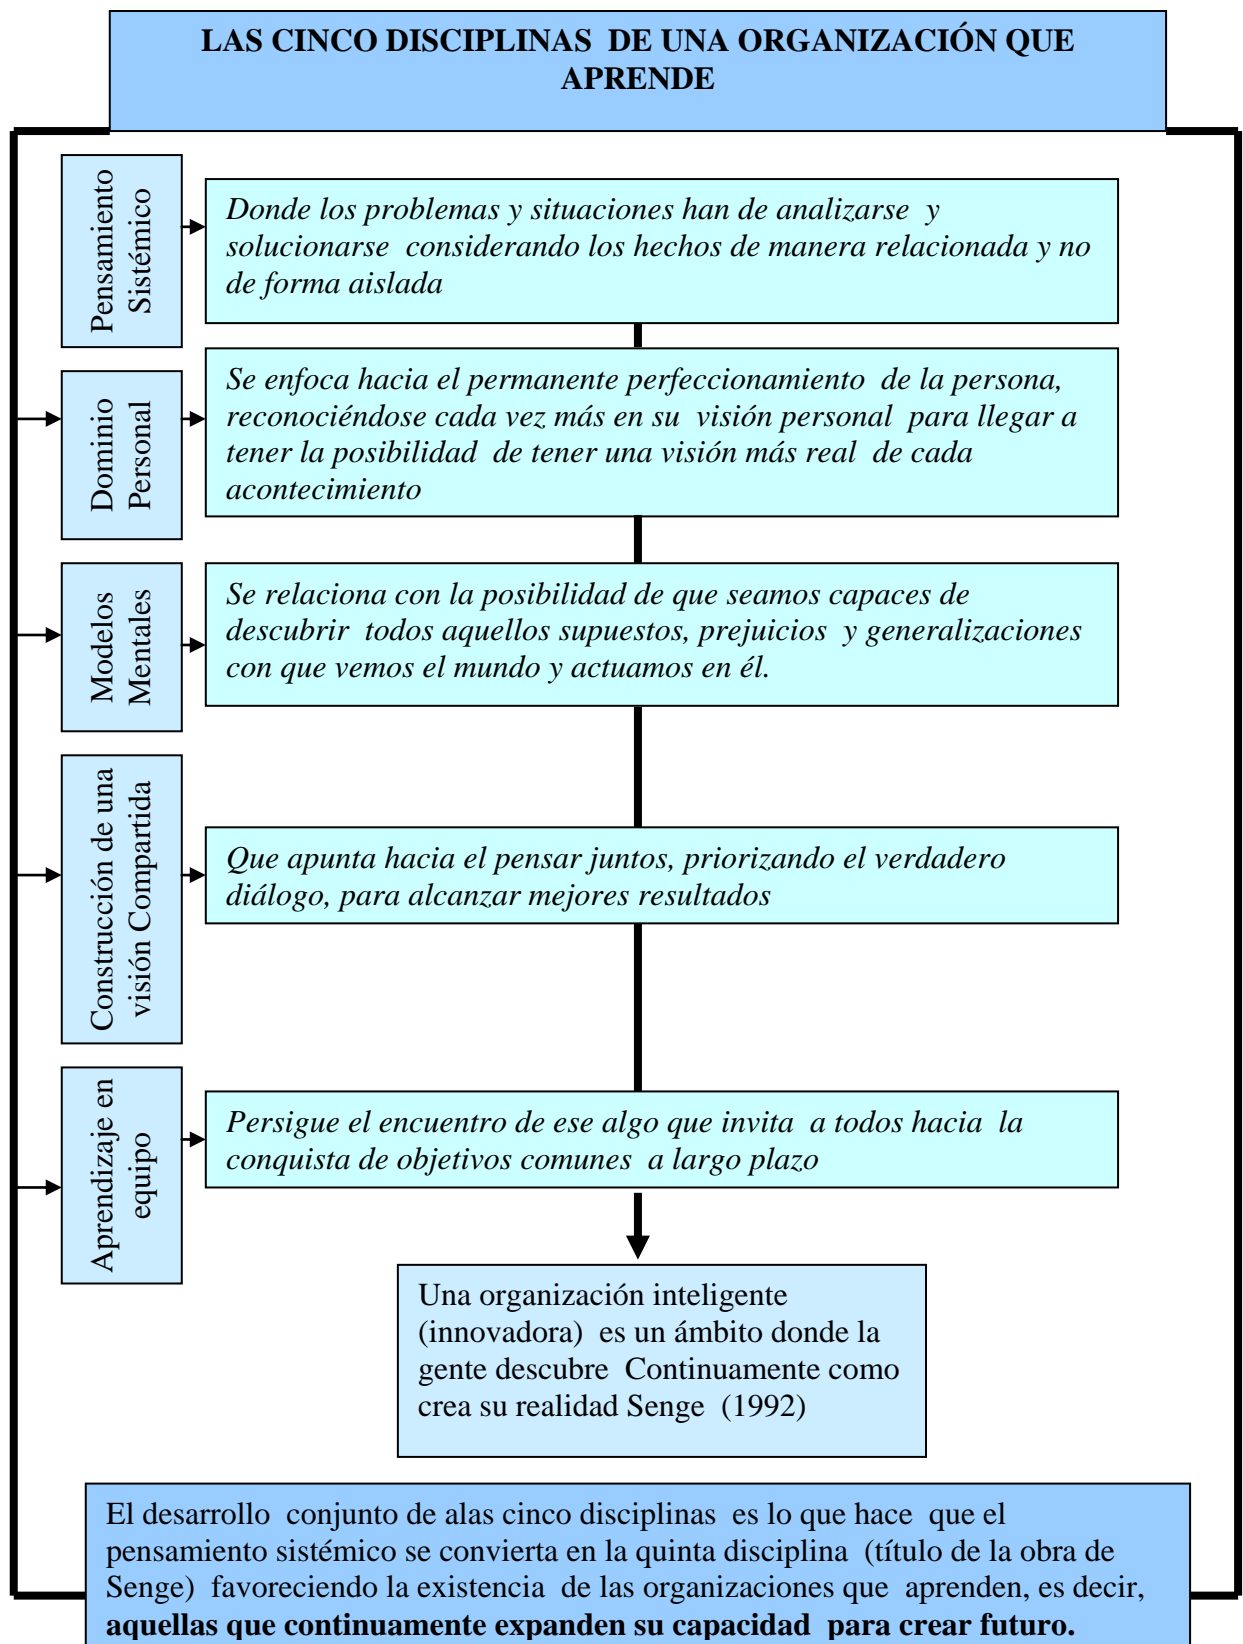 LAS CINCO DISCIPLINAS DE UNA ORGANIZACIÓN QUE
APRENDE
Pensamiento
Sistémico
Donde los problemas y situaciones han de analizarse y
solucionarse considerando los hechos de manera relacionada y no
de forma aislada
Dominio
Personal
Se enfoca hacia el permanente perfeccionamiento de la persona,
reconociéndose cada vez más en su visión personal para llegar a
tener la posibilidad de tener una visión más real de cada
acontecimiento
Modelos
Mentales
Se relaciona con la posibilidad de que seamos capaces de
descubrir todos aquellos supuestos, prejuicios y generalizaciones
con que vemos el mundo y actuamos en él.
Construcción de una
visión Compartida
Que apunta hacia el pensar juntos, priorizando el verdadero
diálogo, para alcanzar mejores resultados
Aprendizaje en
equipo
Persigue el encuentro de ese algo que invita a todos hacia la
conquista de objetivos comunes a largo plazo
Una organización inteligente
(innovadora) es un ámbito donde la
gente descubre Continuamente como
crea su realidad Senge (1992)
El desarrollo conjunto de alas cinco disciplinas es lo que hace que el
pensamiento sistémico se convierta en la quinta disciplina (título de la obra de
Senge) favoreciendo la existencia de las organizaciones que aprenden, es decir,
aquellas que continuamente expanden su capacidad para crear futuro.